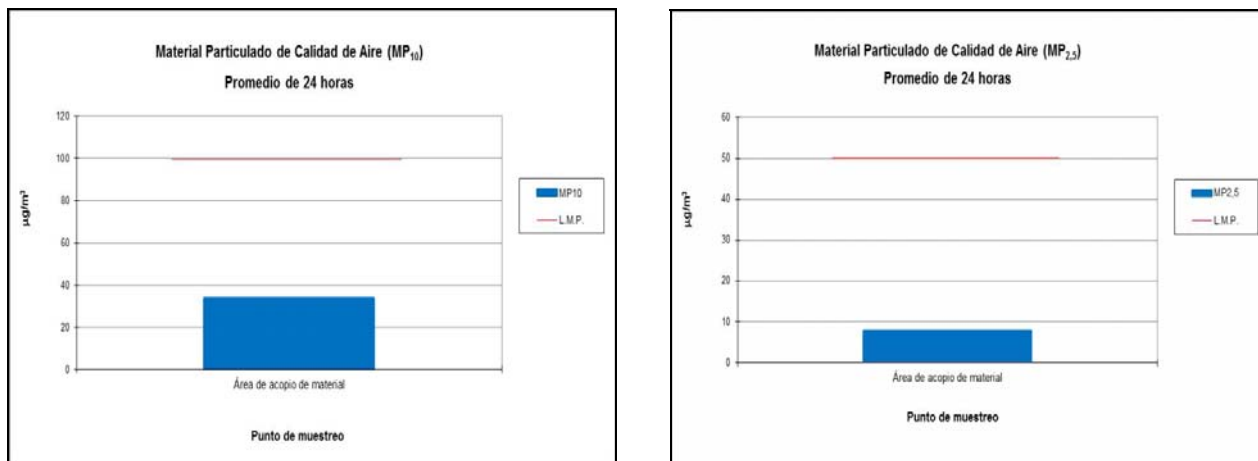 Material Particulado de Calidad de Aire (MP10)
Promedio de 24 horas
120
100
80
60
40
20
0
µg/m³
MP10
L.M.P.
Área de acopio de material
Punto de muestreo
Material Particulado de Calidad de Aire (MP2,5)
Promedio de 24 horas
60
50
40
30
20
10
0
µg/m³
MP2,5
L.M.P.
Área de acopio de material
Punto de muestreo